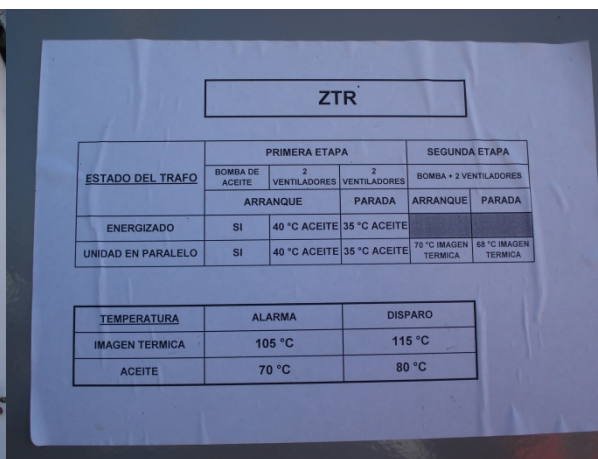 ZTR
ESTADO DEL TRAFO PRIMERA ETAPA SEGUNDA ETAPA
BOMBA DE ACEITE 2 VENTILADORES 2 VENTILADORES BOMBA + 2 VENTILADORES
ARRANQUE PARADA ARRANQUE PARADA
ENERGIZADO SI 40 °C ACEITE 35 °C ACEITE
UNIDAD EN PARALELO SI 40 °C ACEITE 35 °C ACEITE 70 °C IMAGEN TERMICA 68 °C IMAGEN TERMICA
TEMPERATURA ALARMA DISPARO
IMAGEN TERMICA 105 °C 115 °C
ACEITE 70 °C 80 °C